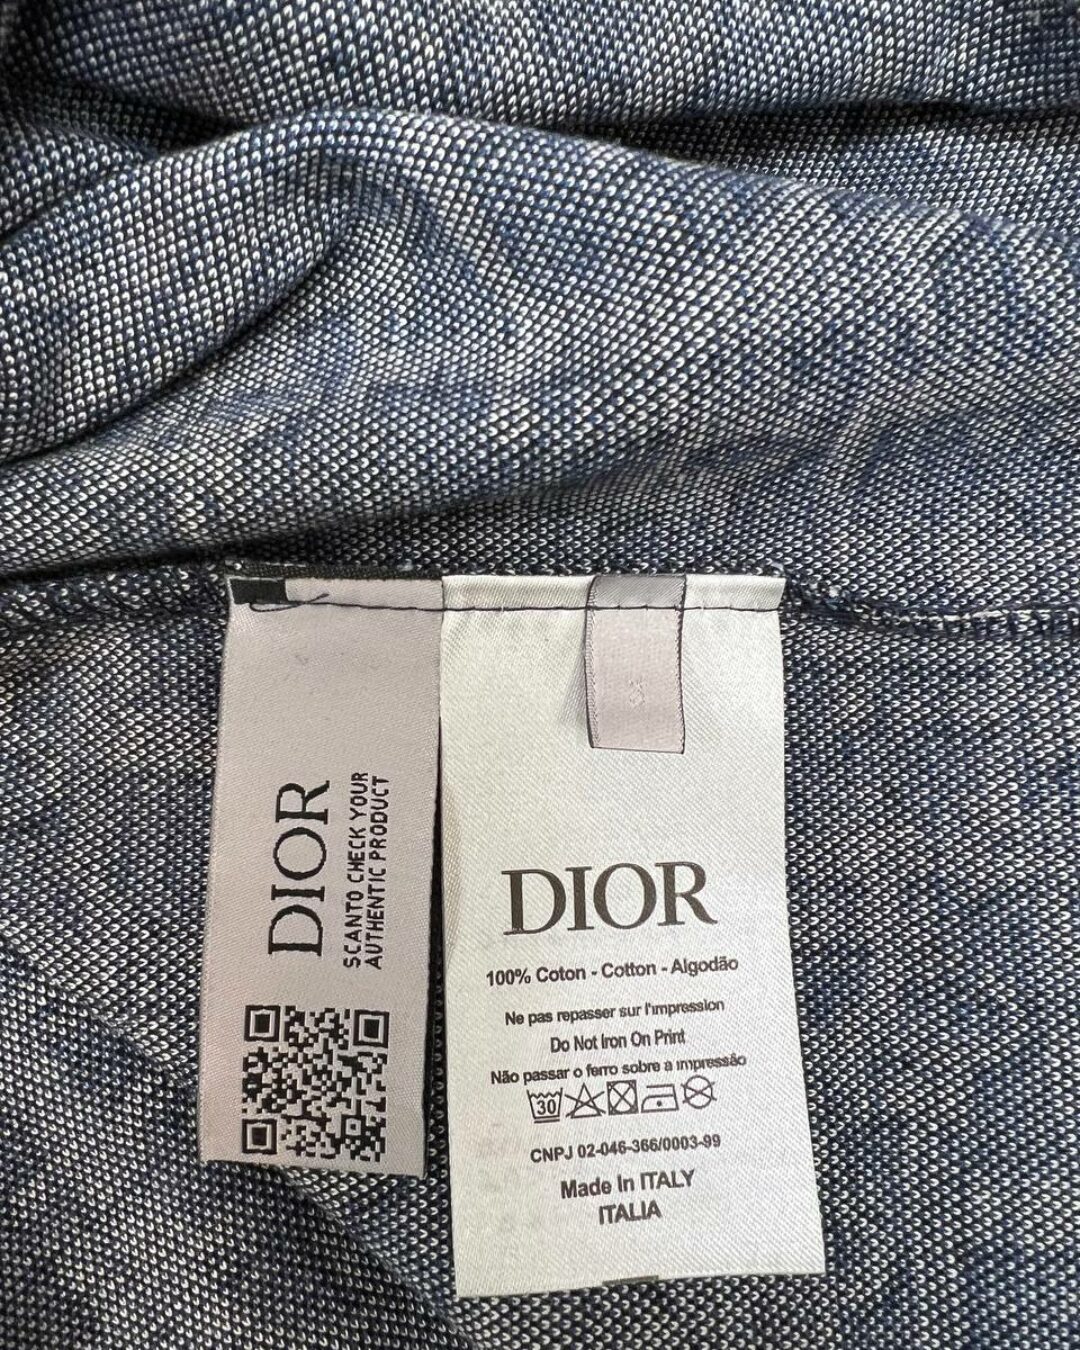 DIOR
SCANTO CHECK YOUR
AUTHENTIC PRODUCT
DIOR
100% Coton - Cotton - Algodão
Ne pas repasser sur l'impression
Do Not Iron On Print
Não passar o ferro sobre a impressão
30
CNPJ 02-046-366/0003-99
Made In ITALY
ITALIA